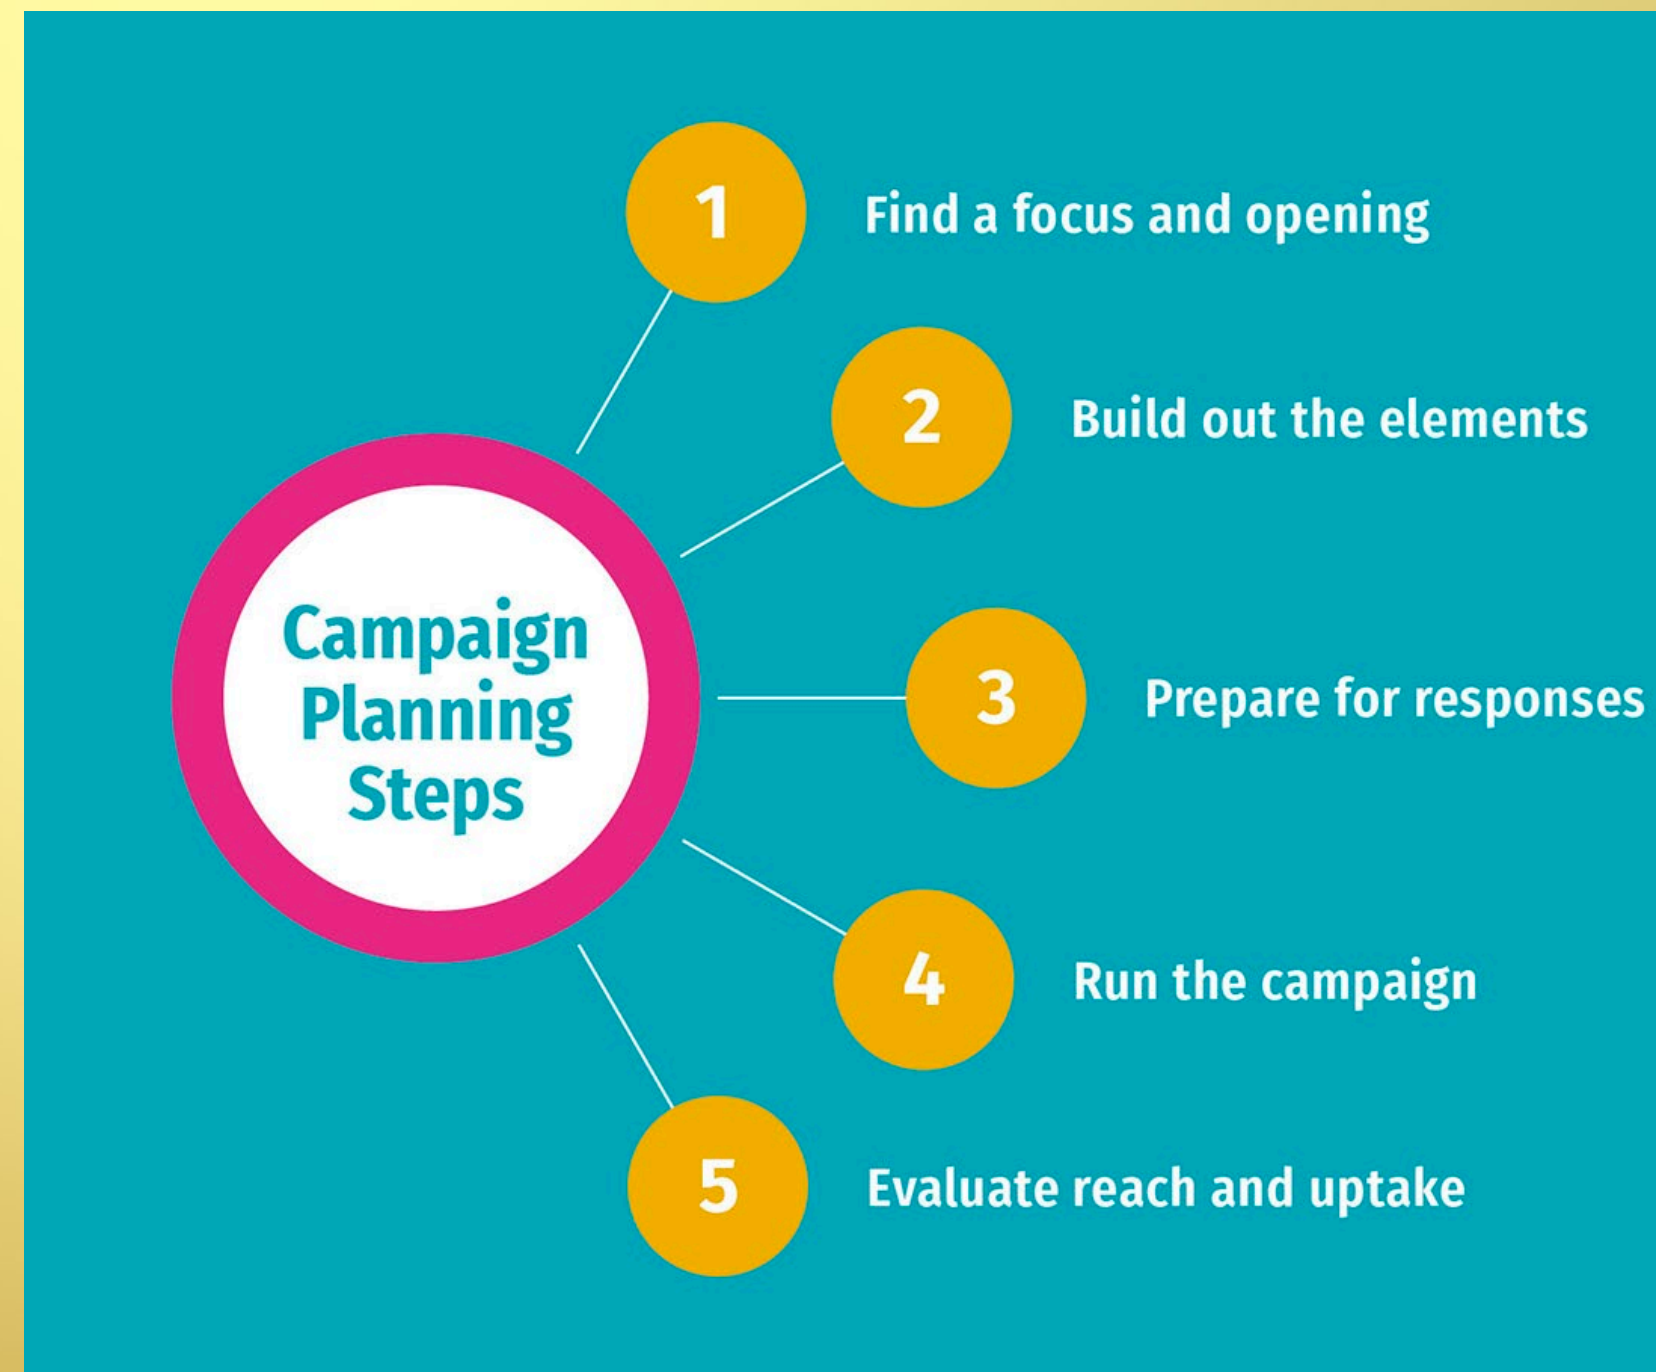 Campaign
Planning
Steps
1
Find a focus and opening
2
Build out the elements
3
Prepare for responses
4
Run the campaign
5
Evaluate reach and uptake